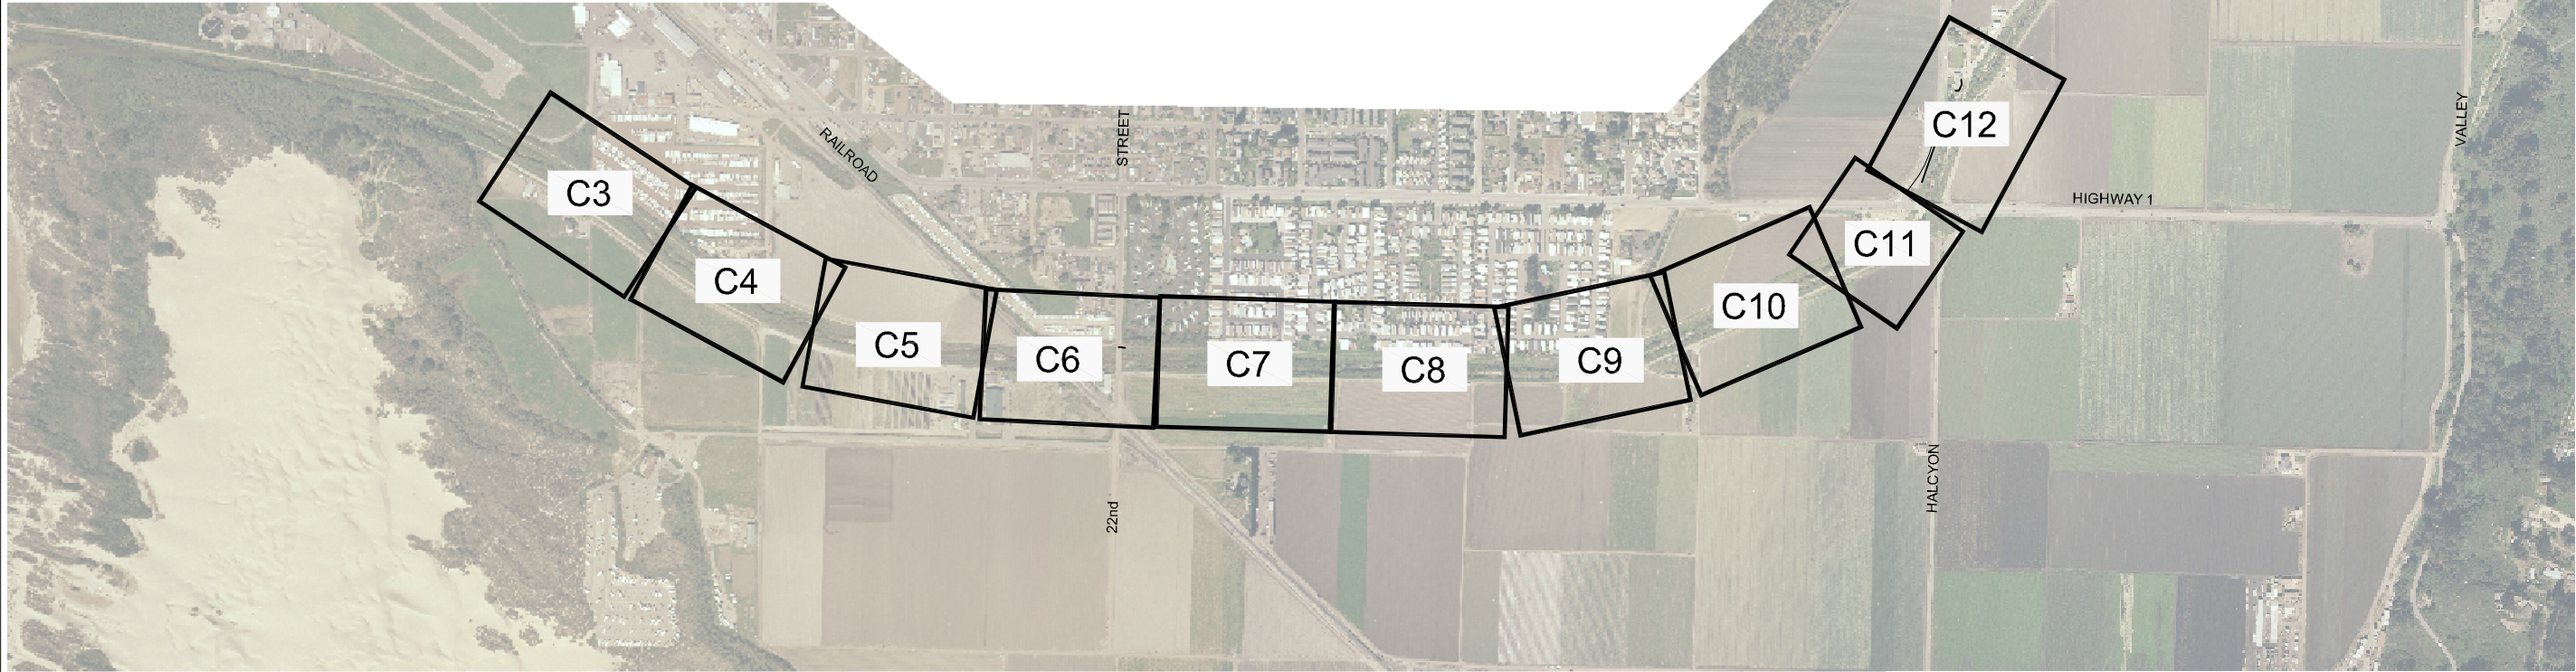 RAILROAD
STREET
VALLEY
C12
C3
HIGHWAY 1
C11
C4
C10
C5
C6
C7
C8
C9
22nd
HALCYON